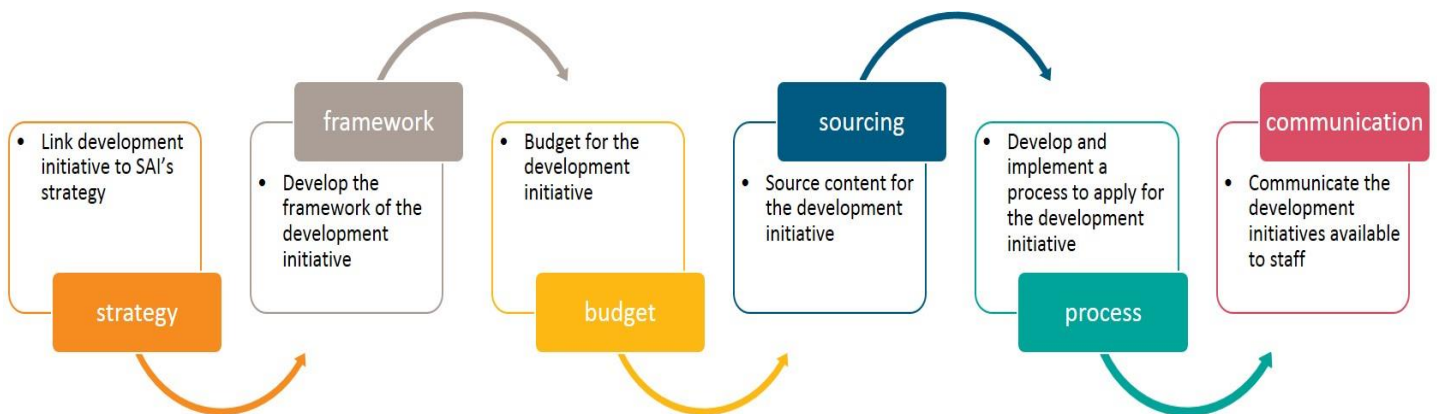 • Link development
initiative to SAI's
strategy
strategy
framework
• Develop the
framework of the
development
initiative
• Budget for the
development
initiative
budget
sourcing
• Source content for
the development
initiative
• Develop and
implement a
process to apply for
the development
initiative
process
communication
• Communicate the
development
initiatives available
to staff